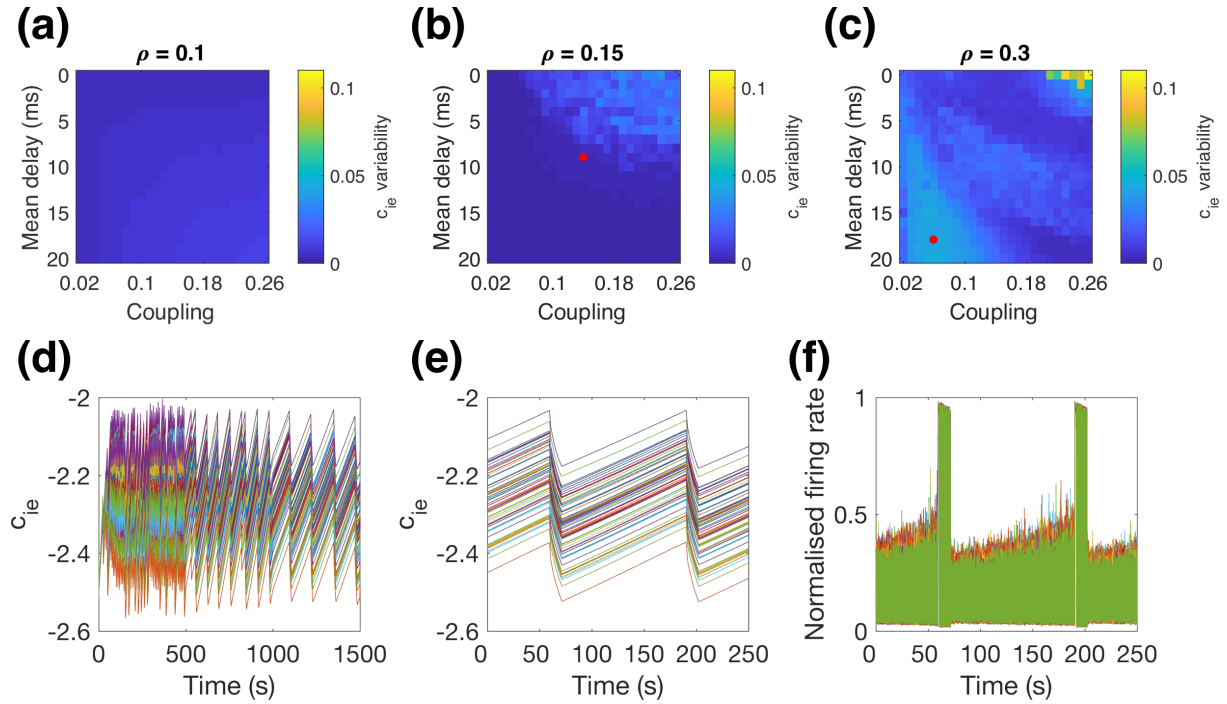 (a)
ρ = 0.1
Mean delay (ms)
0
5
10
15
20
0.02
0.1
0.18
0.26
Coupling
0.1
0.05
0
c_ie variability
(b)
ρ = 0.15
Mean delay (ms)
0
5
10
15
20
0.02
0.1
0.18
0.26
Coupling
0.1
0.05
0
c_ie variability
(c)
ρ = 0.3
Mean delay (ms)
0
5
10
15
20
0.02
0.1
0.18
0.26
Coupling
0.1
0.05
0
c_ie variability
(d)
c_ie
-2
-2.2
-2.4
-2.6
0
500
1000
1500
Time (s)
(e)
c_ie
-2
-2.2
-2.4
-2.6
0
50
100
150
200
250
Time (s)
(f)
Normalised firing rate
1
0.5
0
0
50
100
150
200
250
Time (s)